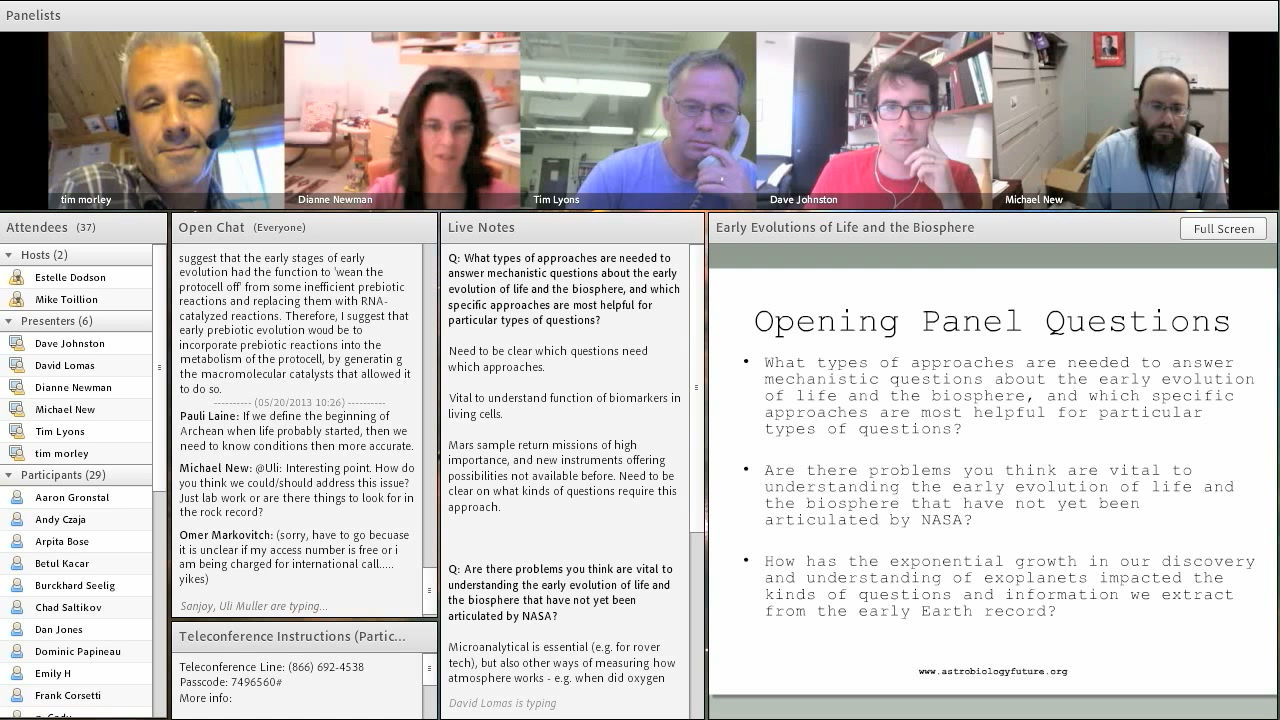 Panelists
tim morley
Dianne Newman
Tim Lyons
Dave Johnston
Michael New
Attendees (37)
Hosts (2)
Estelle Dodson
Mike Toillion
Presenters (6)
Dave Johnston
David Lomas
Dianne Newman
Michael New
Tim Lyons
tim morley
Participants (29)
Aaron Gronstal
Andy Czaja
Arpita Bose
Betul Kacar
Burckhard Seelig
Chad Saltikov
Dan Jones
Dominic Papineau
Emily H
Frank Corsetti
Open Chat (Everyone)
suggest that the early stages of early
evolution had the function to 'wean the
protocell off' from some inefficient prebiotic
reactions and replacing them with RNA-
catalyzed reactions. Therefore, I suggest that
early prebiotic evolution woud be to
incorporate prebiotic reactions into the
metabolism of the protocell, by generatin g
the macromolecular catalysts that allowed it
to do so.
---------- (05/20/2013 10:26) ----------
Pauli Laine: If we define the beginning of
Archean when life probably started, then we
need to know conditions then more accurate.
Michael New: @Uli: Interesting point. How do
you think we could/should address this issue?
Just lab work or are there things to look for in
the rock record?
Omer Markovitch: (sorry, have to go becuase
it is unclear if my access number is free or i
am being charged for international call.....
yikes)
Sanjoy, Uli Muller are typing...
Teleconference Instructions (Partic...
Teleconference Line: (866) 692-4538
Passcode: 7496560#
More info:
Live Notes
Q: What types of approaches are needed to
answer mechanistic questions about the early
evolution of life and the biosphere, and which
specific approaches are most helpful for
particular types of questions?
Need to be clear which questions need
which approaches.
Vital to understand function of biomarkers in
living cells.
Mars sample return missions of high
importance, and new instruments offering
possibilities not available before. Need to be
clear on what kinds of questions require this
approach.
Q: Are there problems you think are vital to
understanding the early evolution of life and
the biosphere that have not yet been
articulated by NASA?
Microanalytical is essential (e.g. for rover
tech), but also other ways of measuring how
atmosphere works - e.g. when did oxygen
David Lomas is typing
Early Evolutions of Life and the Biosphere
Full Screen
Opening Panel Questions
• What types of approaches are needed to answer
mechanistic questions about the early evolution
of life and the biosphere, and which specific
approaches are most helpful for particular
types of questions?
• Are there problems you think are vital to
understanding the early evolution of life and
the biosphere that have not yet been
articulated by NASA?
• How has the exponential growth in our discovery
and understanding of exoplanets impacted the
kinds of questions and information we extract
from the early Earth record?
www.astrobiologyfuture.org